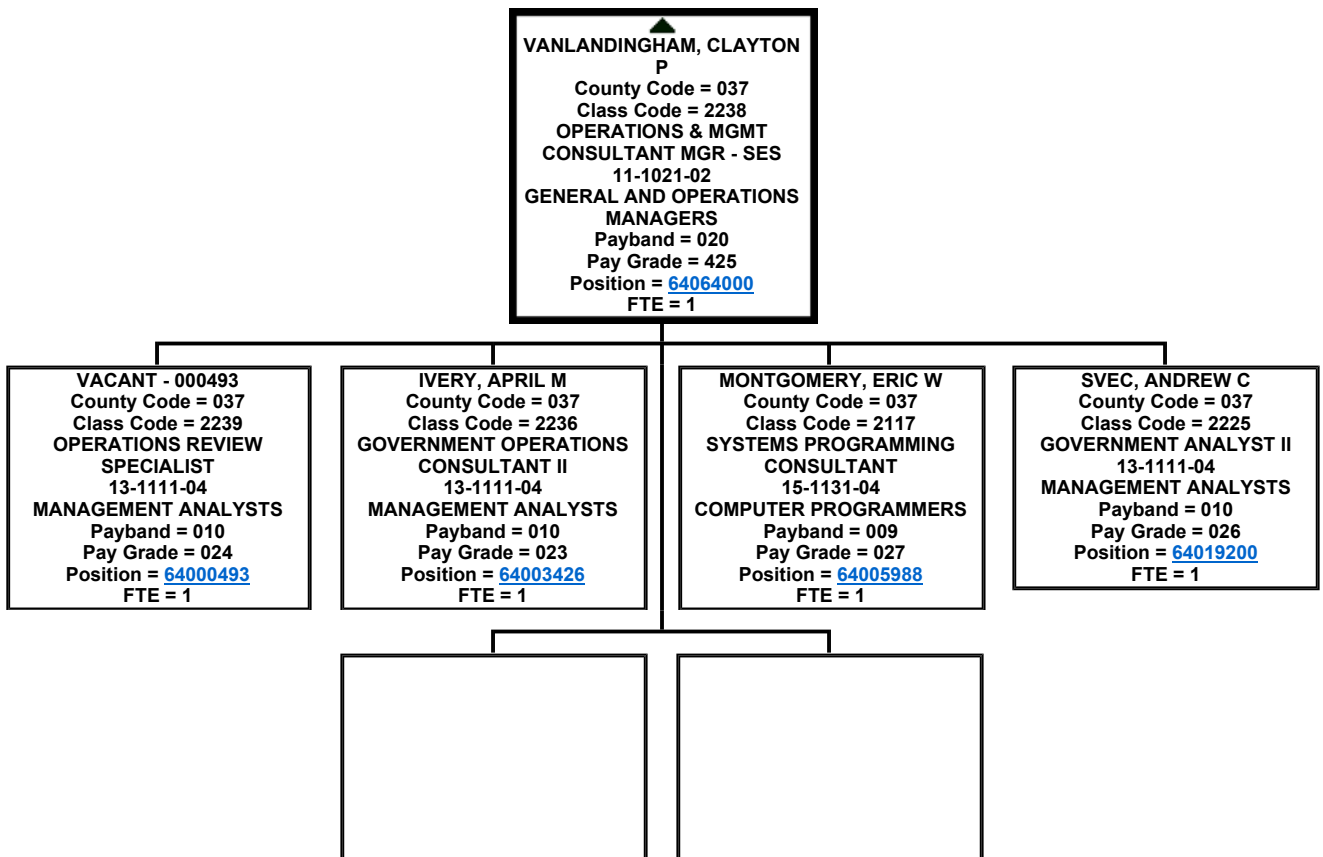 VANLANDINGHAM, CLAYTON
P
County Code = 037
Class Code = 2238
OPERATIONS & MGMT
CONSULTANT MGR - SES
11-1021-02
GENERAL AND OPERATIONS
MANAGERS
Payband = 020
Pay Grade = 425
Position = 64064000
FTE = 1
VACANT - 000493
County Code = 037
Class Code = 2239
OPERATIONS REVIEW
SPECIALIST
13-1111-04
MANAGEMENT ANALYSTS
Payband = 010
Pay Grade = 024
Position = 64000493
FTE = 1
IVERY, APRIL M
County Code = 037
Class Code = 2236
GOVERNMENT OPERATIONS
CONSULTANT II
13-1111-04
MANAGEMENT ANALYSTS
Payband = 010
Pay Grade = 023
Position = 64003426
FTE = 1
MONTGOMERY, ERIC W
County Code = 037
Class Code = 2117
SYSTEMS PROGRAMMING
CONSULTANT
15-1131-04
COMPUTER PROGRAMMERS
Payband = 009
Pay Grade = 027
Position = 64005988
FTE = 1
SVEC, ANDREW C
County Code = 037
Class Code = 2225
GOVERNMENT ANALYST II
13-1111-04
MANAGEMENT ANALYSTS
Payband = 010
Pay Grade = 026
Position = 64019200
FTE = 1